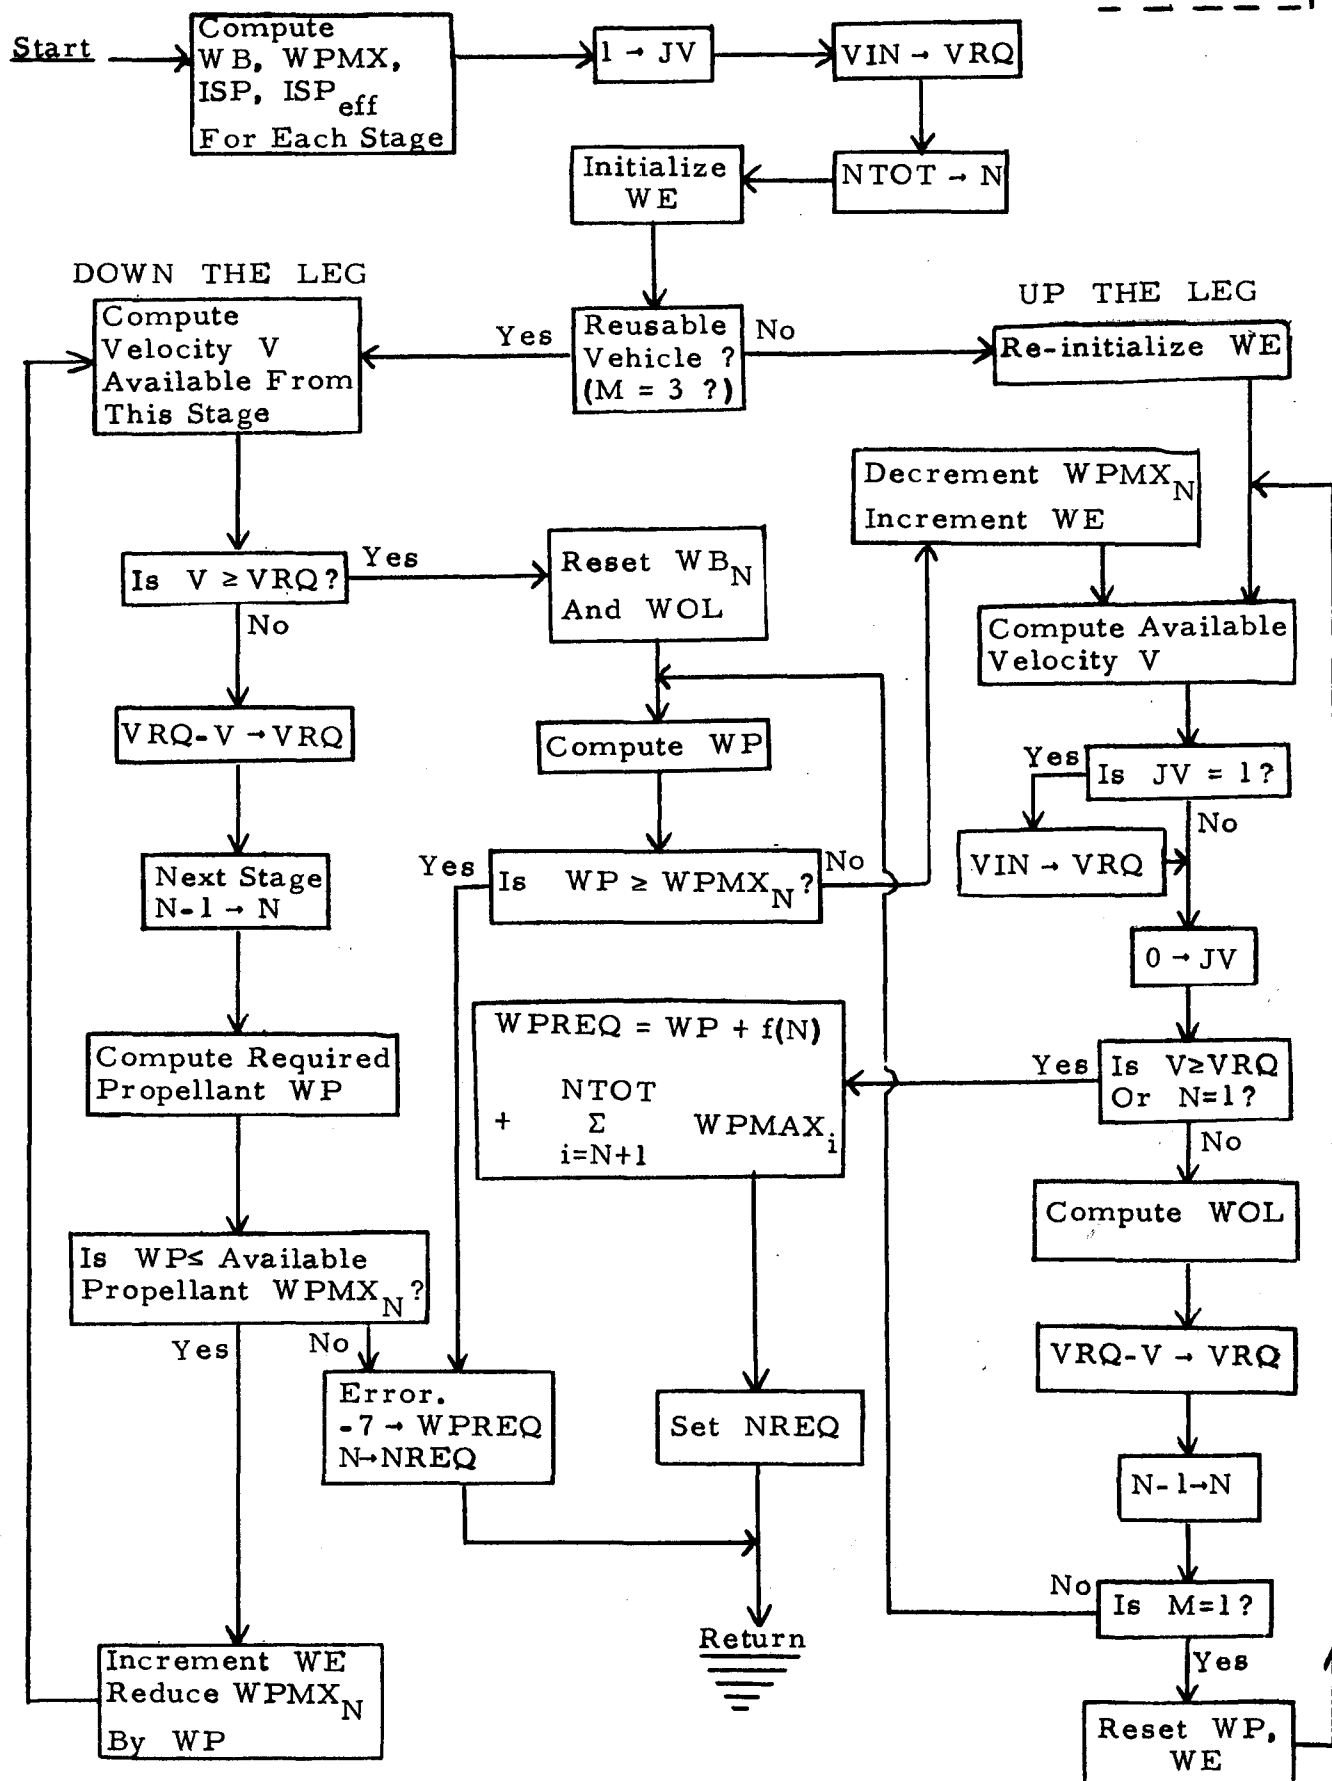 Start
Compute
WB, WPMX,
ISP, ISPeff
For Each Stage
1 → JV
VIN → VRQ
NTOT → N
Initialize
WE
Reusable
Vehicle ?
(M = 3 ?)
Yes
No
DOWN THE LEG
Compute
Velocity V
Available From
This Stage
Is V ≥ VRQ?
Yes
No
VRQ-V → VRQ
Next Stage
N-1 → N
Compute Required
Propellant WP
Is WP≤ Available
Propellant WPMXN?
Yes
No
Increment WE
Reduce WPMXN
By WP
Error.
-7 → WPREQ
N→NREQ
Reset WBN
And WOL
Compute WP
Is WP ≥ WPMXN?
Yes
No
WPREQ = WP + f(N)
NTOT
+ Σ WPMAXi
i=N+1
Set NREQ
Return
UP THE LEG
Re-initialize WE
Decrement WPMXN
Increment WE
Compute Available
Velocity V
Is JV = 1?
Yes
No
VIN → VRQ
0 → JV
Is V≥VRQ
Or N=1?
Yes
No
Compute WOL
VRQ-V → VRQ
N-1→N
Is M=1?
No
Yes
Reset WP,
WE